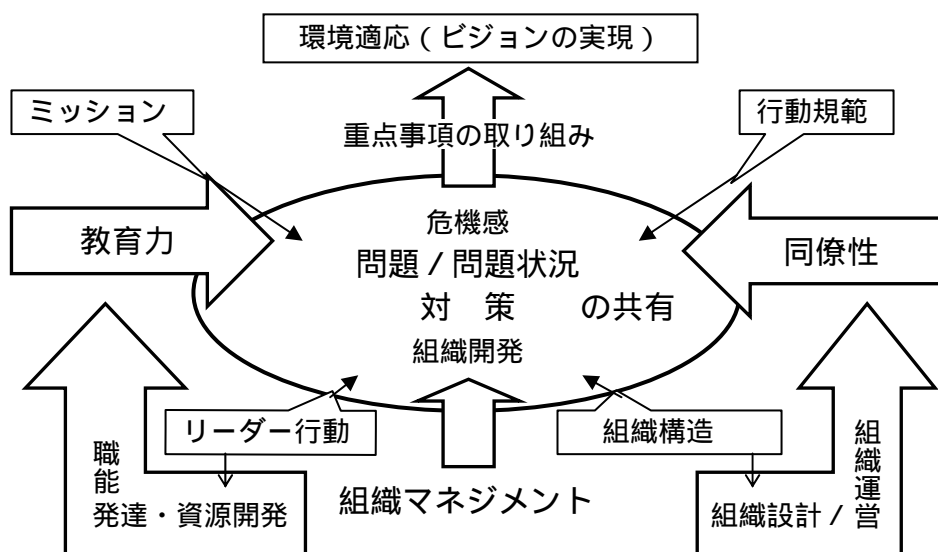 環境適応（ビジョンの実現）
ミッション
行動規範
重点事項の取り組み
教育力
危機感
同僚性
問題/問題状況
対 策 の共有
組織開発
リーダー行動
組織構造
職能
発達・資源開発
組織マネジメント
組織設計/
組織運営